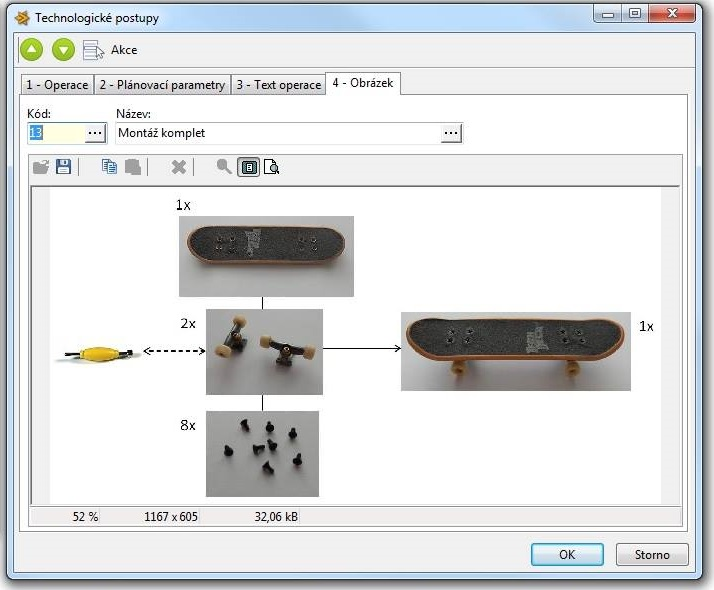 Technologické postupy
Akce
1 - Operace 2 - Plánovací parametry 3 - Text operace 4 - Obrázek
Kód: Název:
13 ... Montáž komplet ...
1x
2x 1x
8x
52 % 1167 x 605 32,06 kB
OK Storno